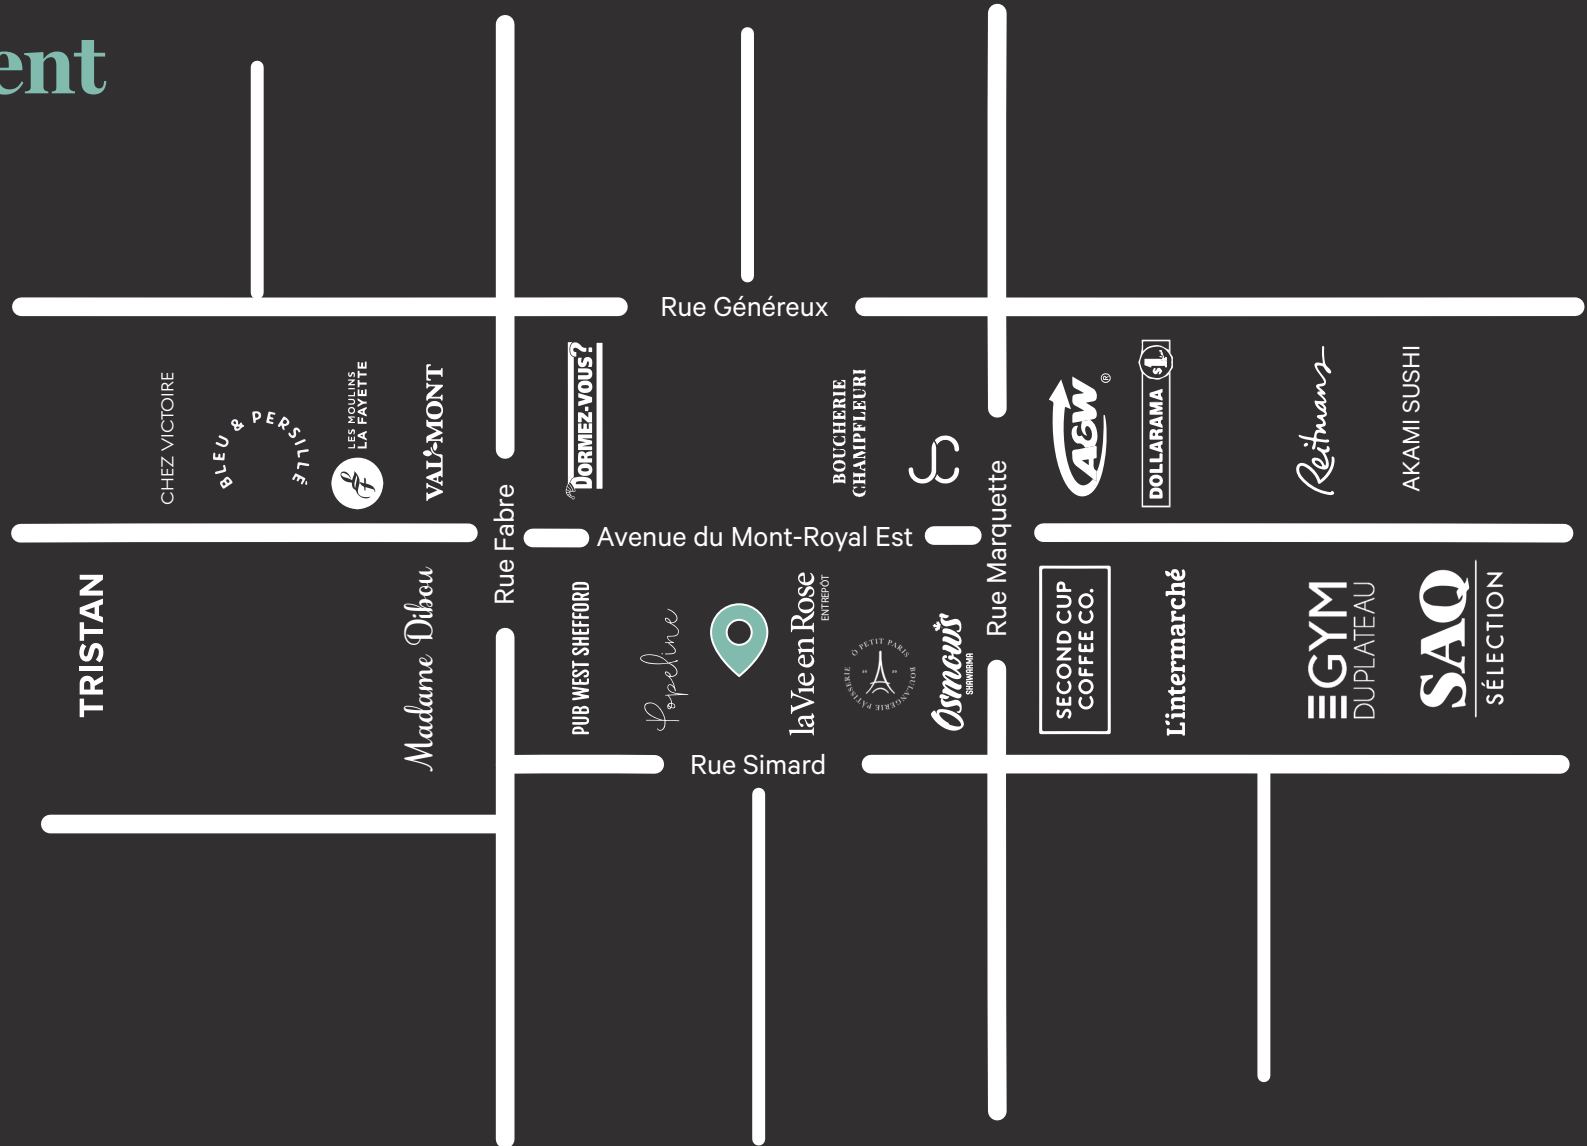 ent
Rue Généreux
CHEZ VICTOIRE
BLEU & PERSILLÉ
LES MOULINS
LA FAYETTE
VAL-MONT
DORMEZ-VOUS?
BOUCHERIE
CHAMPFLEURI
JC
A&W®
DOLLARAMA $1
Reitmans
AKAMI SUSHI
Rue Fabre
Avenue du Mont-Royal Est
Rue Marquette
TRISTAN
Madame Dibou
PUB WEST SHEFFORD
Popeline
la Vie en Rose
ENTREPÔT
Ô PETIT PARIS
BOULANGERIE PÂTISSERIE
Osmow's
SHAWARMA
SECOND CUP
COFFEE CO.
L'intermarché
GYM
DUPLATEAU
SAQ
SÉLECTION
Rue Simard